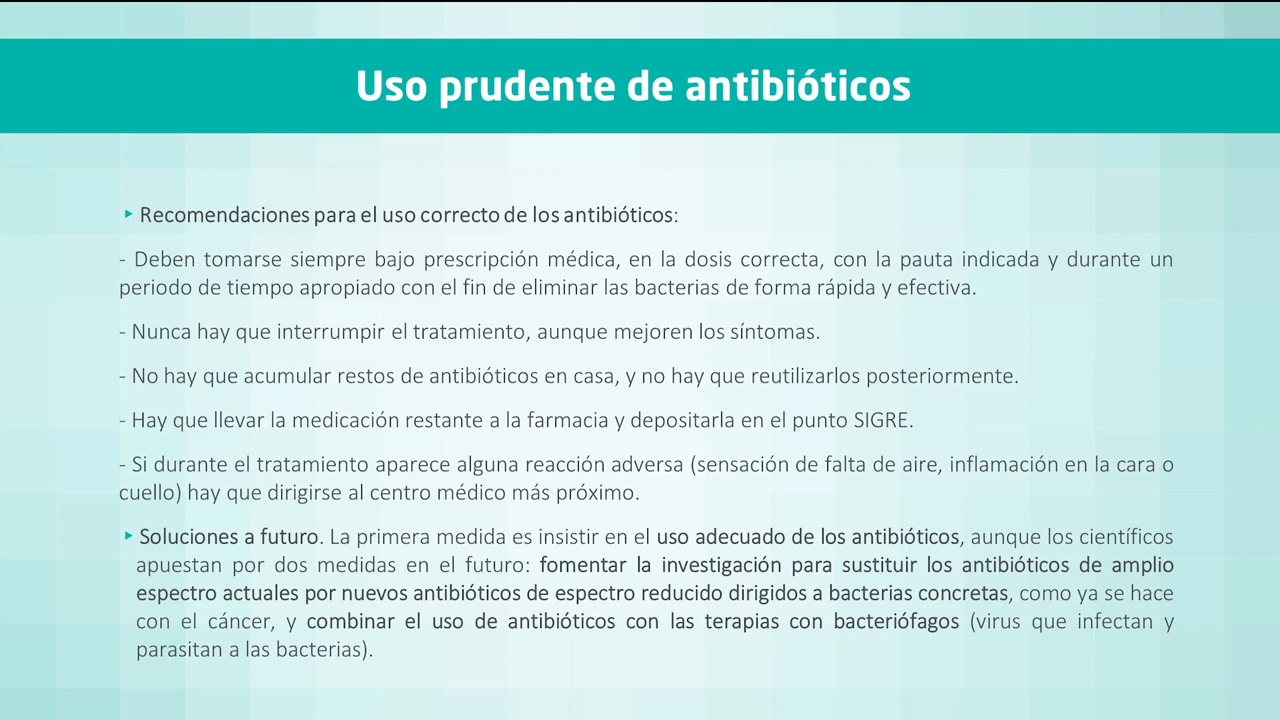 Uso prudente de antibióticos
▸ Recomendaciones para el uso correcto de los antibióticos:
- Deben tomarse siempre bajo prescripción médica, en la dosis correcta, con la pauta indicada y durante un
periodo de tiempo apropiado con el fin de eliminar las bacterias de forma rápida y efectiva.
- Nunca hay que interrumpir el tratamiento, aunque mejoren los síntomas.
- No hay que acumular restos de antibióticos en casa, y no hay que reutilizarlos posteriormente.
- Hay que llevar la medicación restante a la farmacia y depositarla en el punto SIGRE.
- Si durante el tratamiento aparece alguna reacción adversa (sensación de falta de aire, inflamación en la cara o
cuello) hay que dirigirse al centro médico más próximo.
▸ Soluciones a futuro. La primera medida es insistir en el uso adecuado de los antibióticos, aunque los científicos
apuestan por dos medidas en el futuro: fomentar la investigación para sustituir los antibióticos de amplio
espectro actuales por nuevos antibióticos de espectro reducido dirigidos a bacterias concretas, como ya se hace
con el cáncer, y combinar el uso de antibióticos con las terapias con bacteriófagos (virus que infectan y
parasitan a las bacterias).